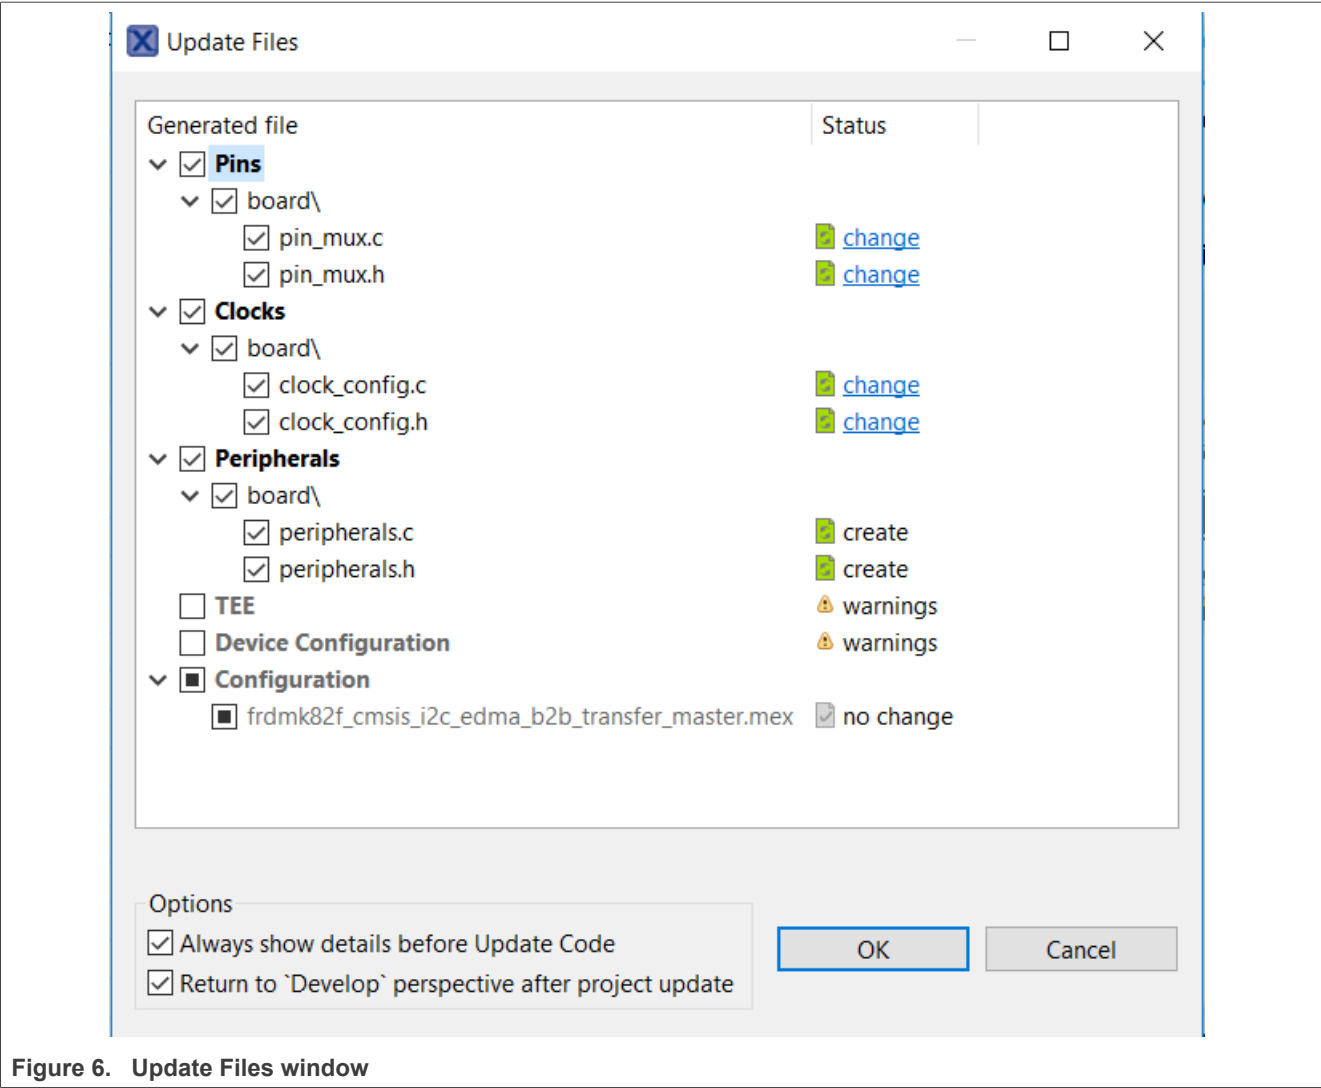 Update Files
Generated file Status
Pins
board\
pin_mux.c change
pin_mux.h change
Clocks
board\
clock_config.c change
clock_config.h change
Peripherals
board\
peripherals.c create
peripherals.h create
TEE warnings
Device Configuration warnings
Configuration
frdmk82f_cmsis_i2c_edma_b2b_transfer_master.mex no change
Options
Always show details before Update Code
Return to `Develop` perspective after project update
OK Cancel
Figure 6. Update Files window